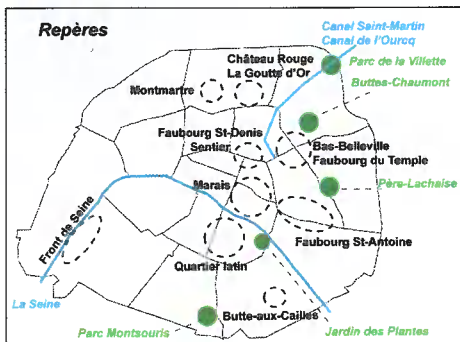 Repères
Canal Saint-Martin
Canal de l'Ourcq
Château Rouge
La Goutte d'Or
Parc de la Villette
Montmartre
Buttes-Chaumont
Faubourg St-Denis
Sentier
Bas-Belleville
Faubourg du Temple
Marais
Père-Lachaise
Front de Seine
Faubourg St-Antoine
Quartier latin
La Seine
Butte-aux-Cailles
Parc Montsouris
Jardin des Plantes